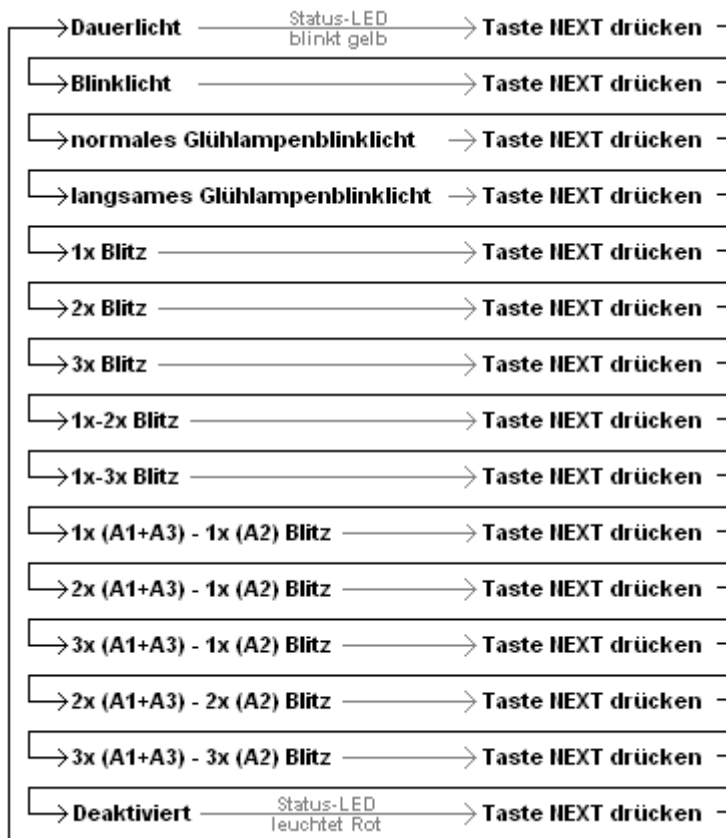 Dauerlicht Status-LED blinkt gelb Taste NEXT drücken
Blinklicht Taste NEXT drücken
normales Glühlampenblinklicht Taste NEXT drücken
langsames Glühlampenblinklicht Taste NEXT drücken
1x Blitz Taste NEXT drücken
2x Blitz Taste NEXT drücken
3x Blitz Taste NEXT drücken
1x-2x Blitz Taste NEXT drücken
1x-3x Blitz Taste NEXT drücken
1x (A1+A3) - 1x (A2) Blitz Taste NEXT drücken
2x (A1+A3) - 1x (A2) Blitz Taste NEXT drücken
3x (A1+A3) - 1x (A2) Blitz Taste NEXT drücken
2x (A1+A3) - 2x (A2) Blitz Taste NEXT drücken
3x (A1+A3) - 3x (A2) Blitz Taste NEXT drücken
Deaktiviert Status-LED leuchtet Rot Taste NEXT drücken